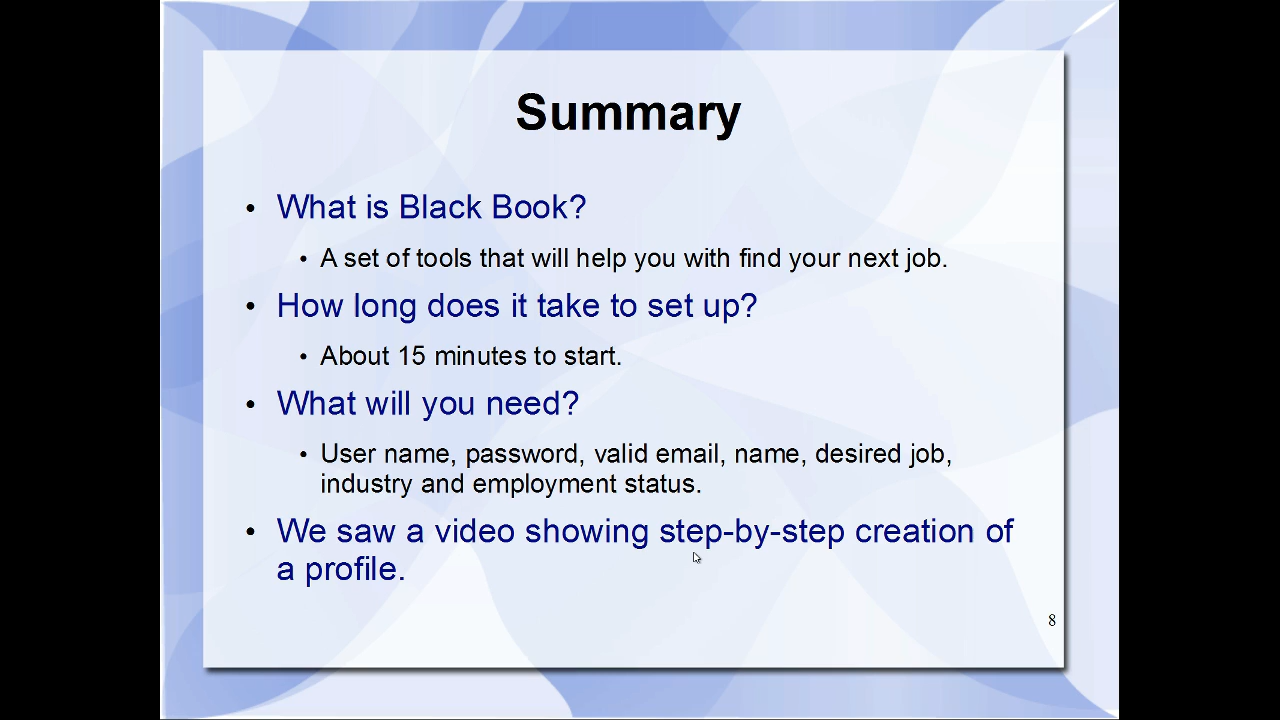 Summary
• What is Black Book?
• A set of tools that will help you with find your next job.
• How long does it take to set up?
• About 15 minutes to start.
• What will you need?
• User name, password, valid email, name, desired job,
industry and employment status.
• We saw a video showing step-by-step creation of
a profile.
8